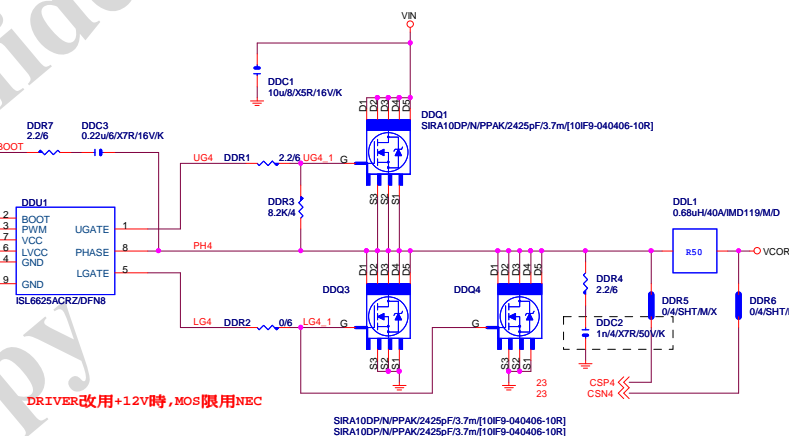 VIN
DDC1
10u/8/X5R/16V/K
D1
D2
D3
D4
D5
DDQ1
SIRA10DP/N/PPAK/2425pF/3.7m/[10IF9-040406-10R]
DDR7
2.2/6
DDC3
0.22u/6/X7R/16V/K
BOOT
UG4
DDR1
2.2/6
UG4_1
G
S3
S2
S1
DDR3
8.2K/4
DDU1
2
BOOT
3
PWM
7
VCC
6
LVCC
4
GND
9
GND
UGATE
1
PHASE
8
LGATE
5
ISL6625ACRZ/DFN8
PH4
DDL1
0.68uH/40A/IMD119/M/D
R50
VCOR
D1
D2
D3
D4
D5
DDQ3
D1
D2
D3
D4
D5
DDQ4
LG4
DDR2
0/6
LG4_1
G
S3
S2
S1
G
S3
S2
S1
DDR4
2.2/6
DDC2
1n/4/X7R/50V/K
DDR5
0/4/SHT/M/X
DDR6
0/4/SHT/
23
CSP4
23
CSN4
DRIVER改用+12V時,MOS限用NEC
SIRA10DP/N/PPAK/2425pF/3.7m/[10IF9-040406-10R]
SIRA10DP/N/PPAK/2425pF/3.7m/[10IF9-040406-10R]